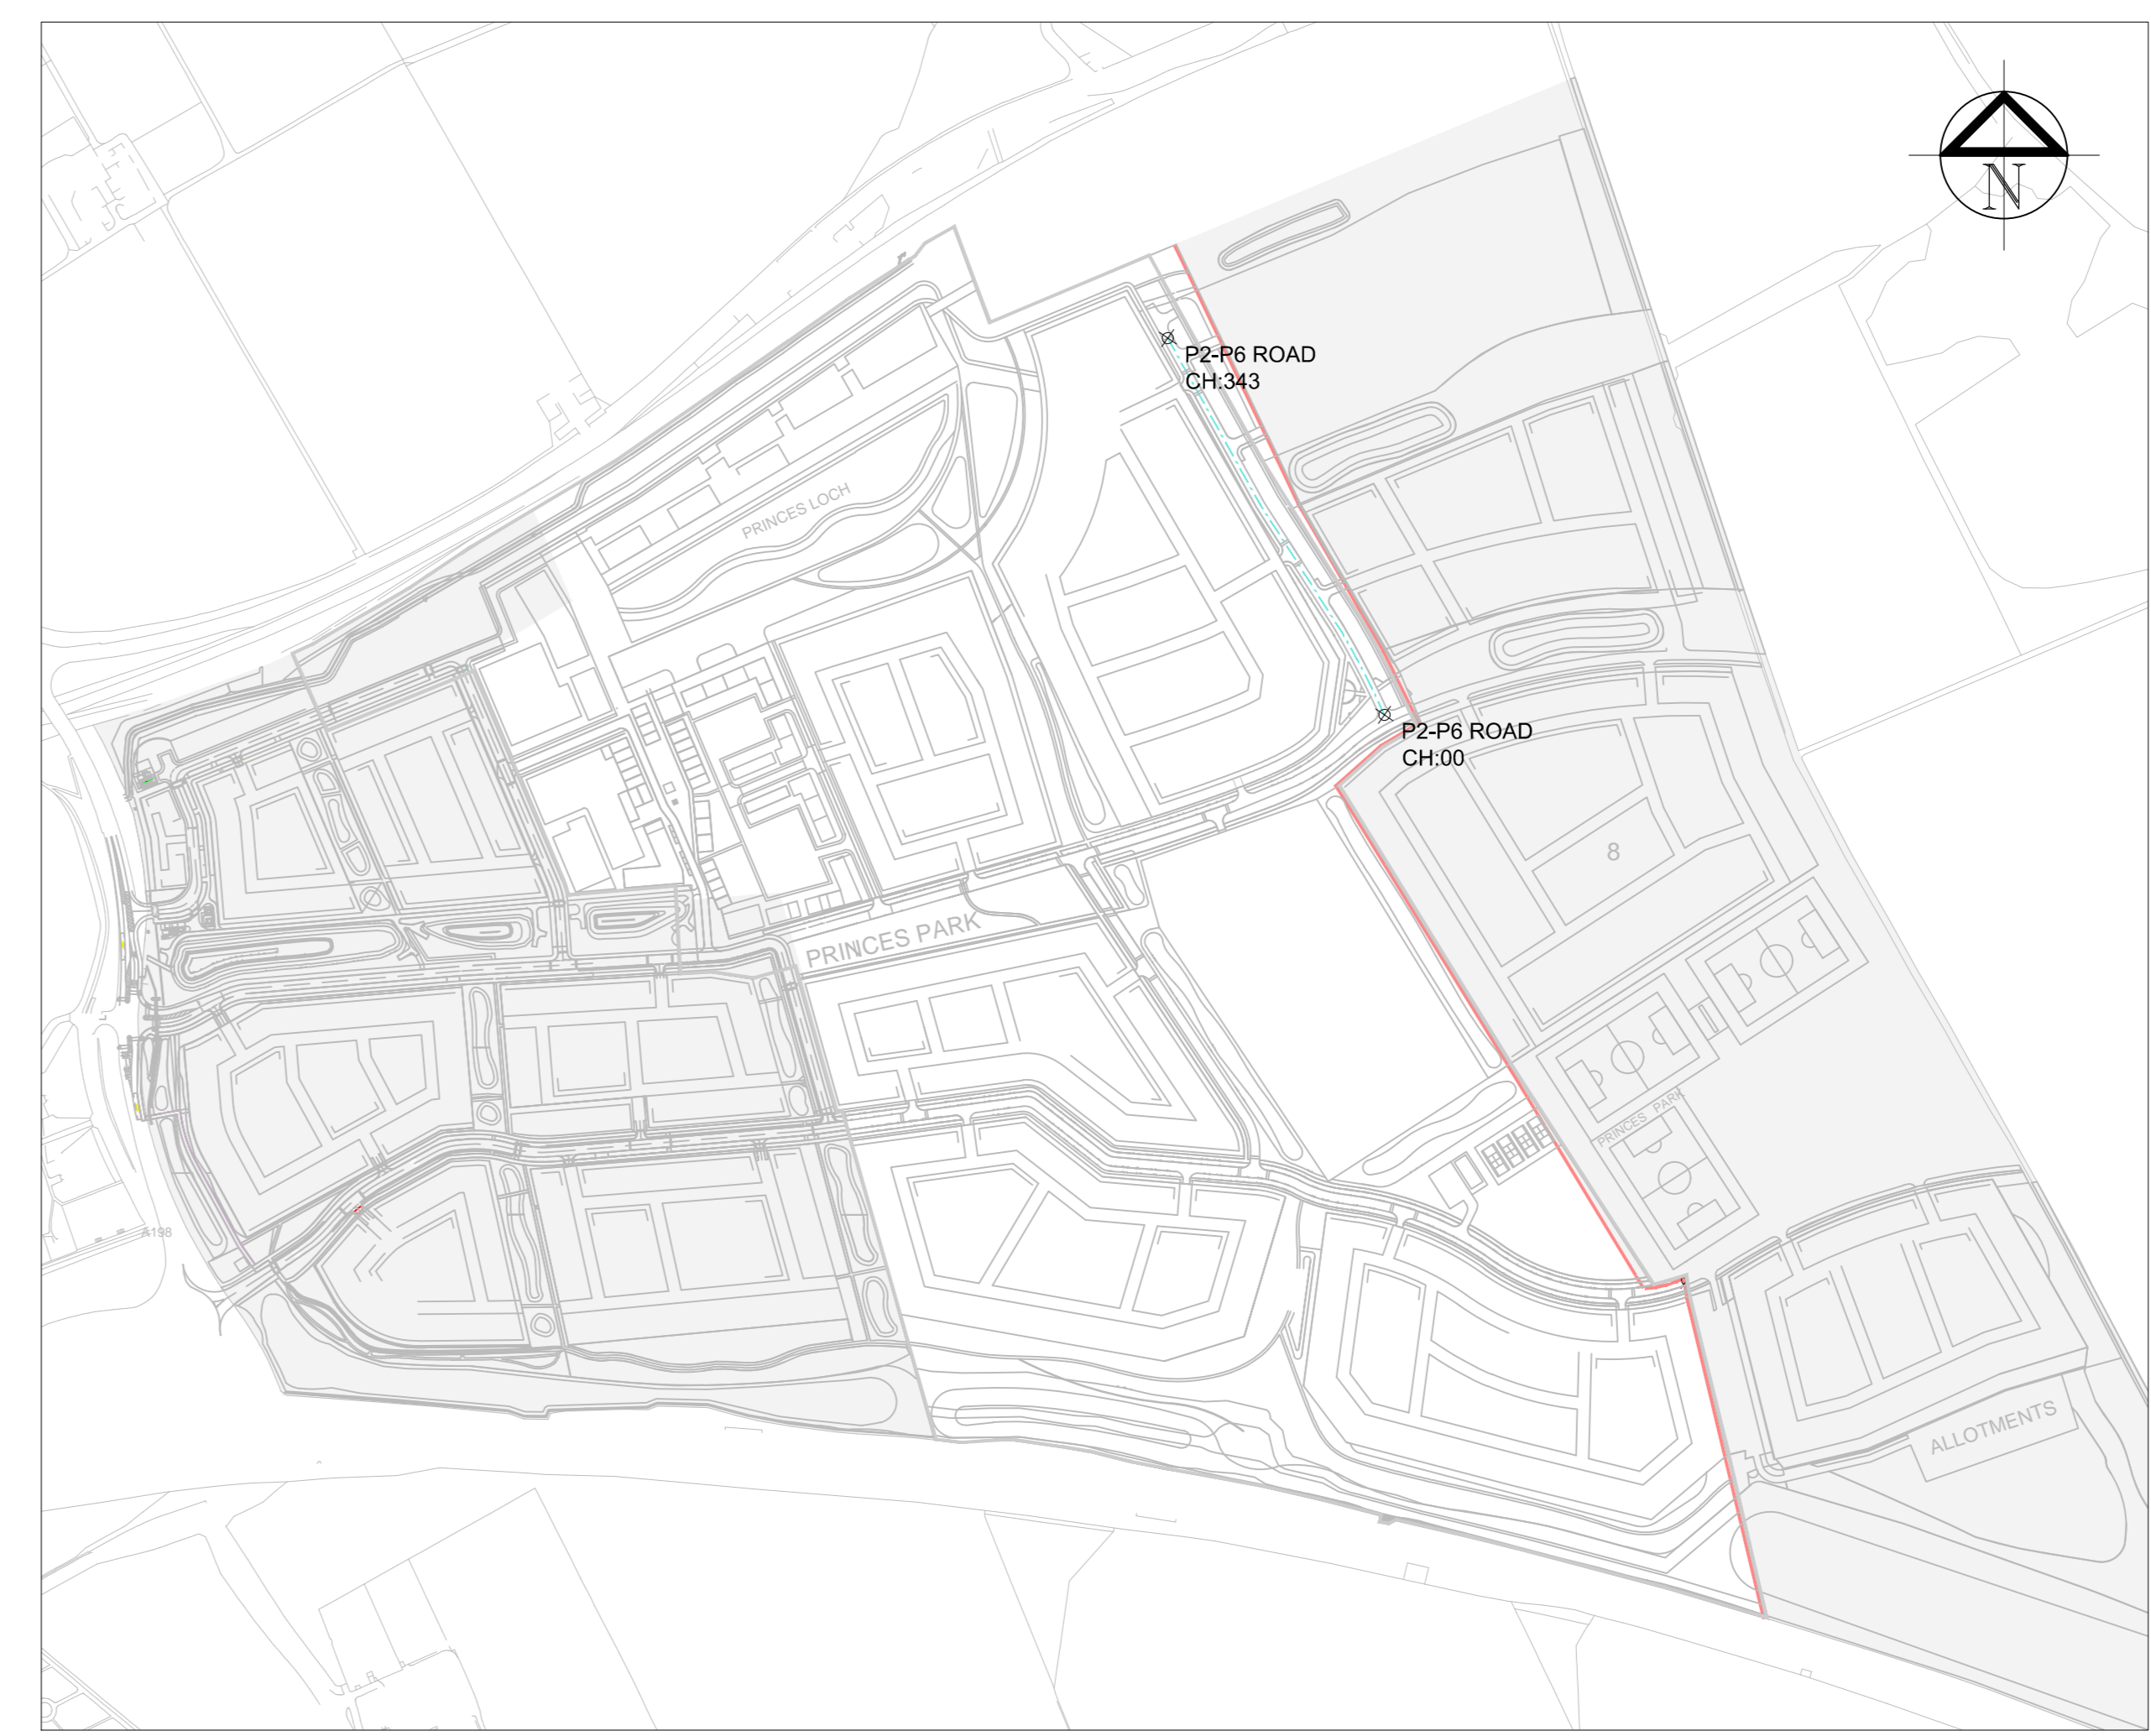 N
P2-P6 ROAD
CH:343
PRINCES LOCH
P2-P6 ROAD
CH:00
8
PRINCES PARK
PRINCES PARK
A198
ALLOTMENTS